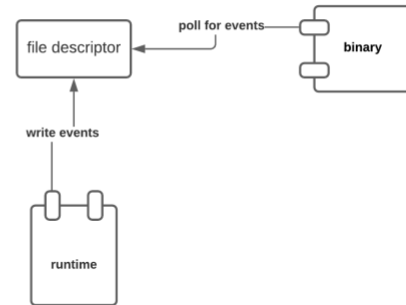 poll for events
file descriptor
binary
write events
runtime